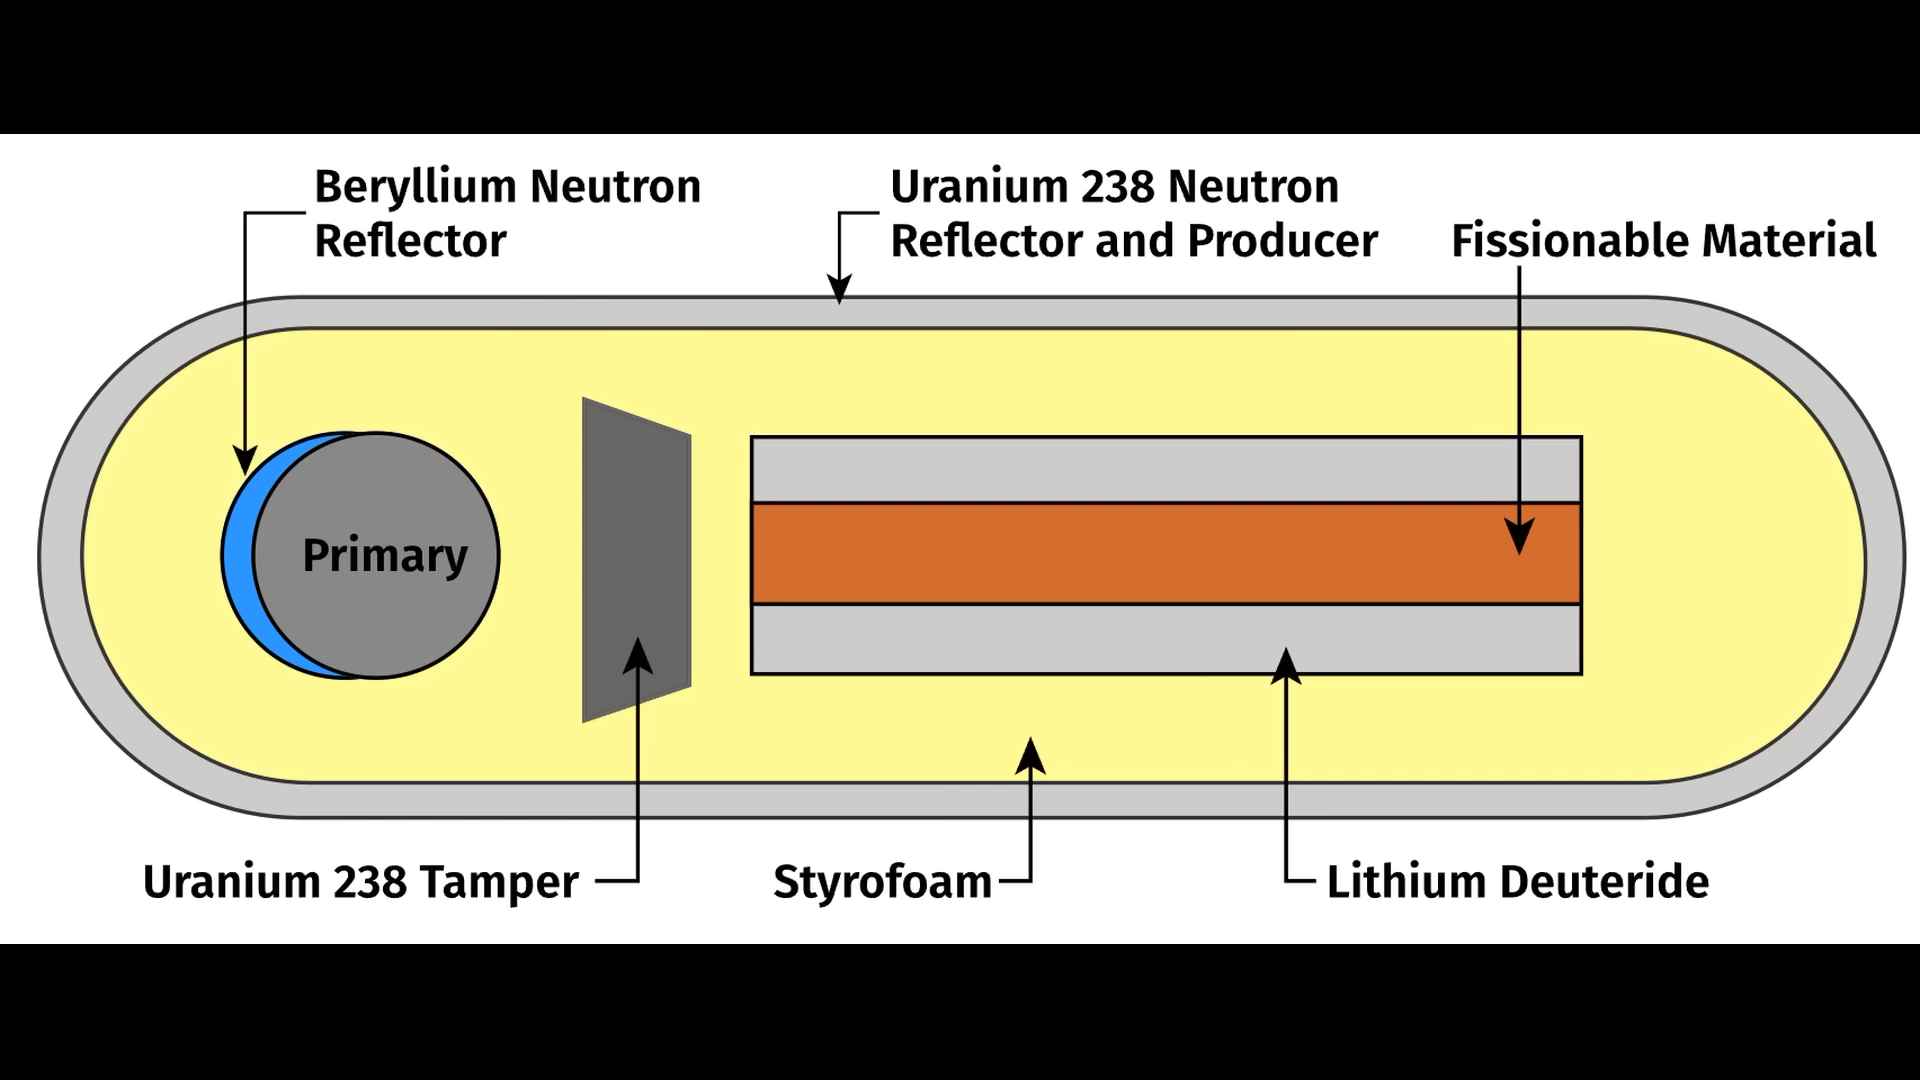 Beryllium Neutron
Reflector
Uranium 238 Neutron
Reflector and Producer
Fissionable Material
Primary
Uranium 238 Tamper
Styrofoam
Lithium Deuteride